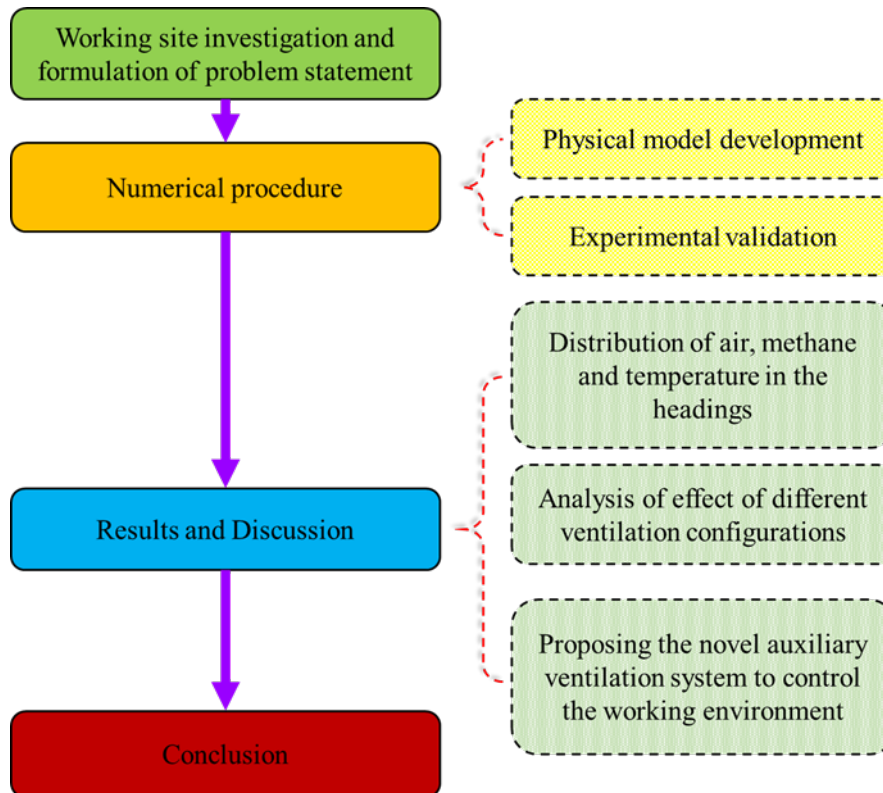 Working site investigation and
formulation of problem statement
Numerical procedure
Physical model development
Experimental validation
Results and Discussion
Distribution of air, methane
and temperature in the
headings
Analysis of effect of different
ventilation configurations
Proposing the novel auxiliary
ventilation system to control
the working environment
Conclusion